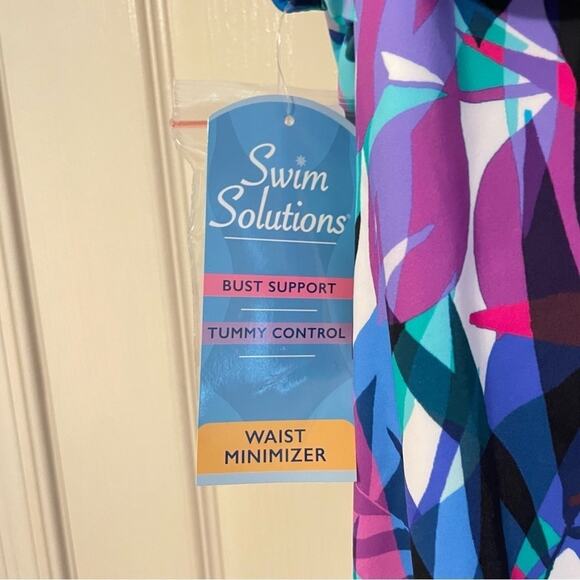 Swim
Solutions®
BUST SUPPORT
TUMMY CONTROL
WAIST
MINIMIZER